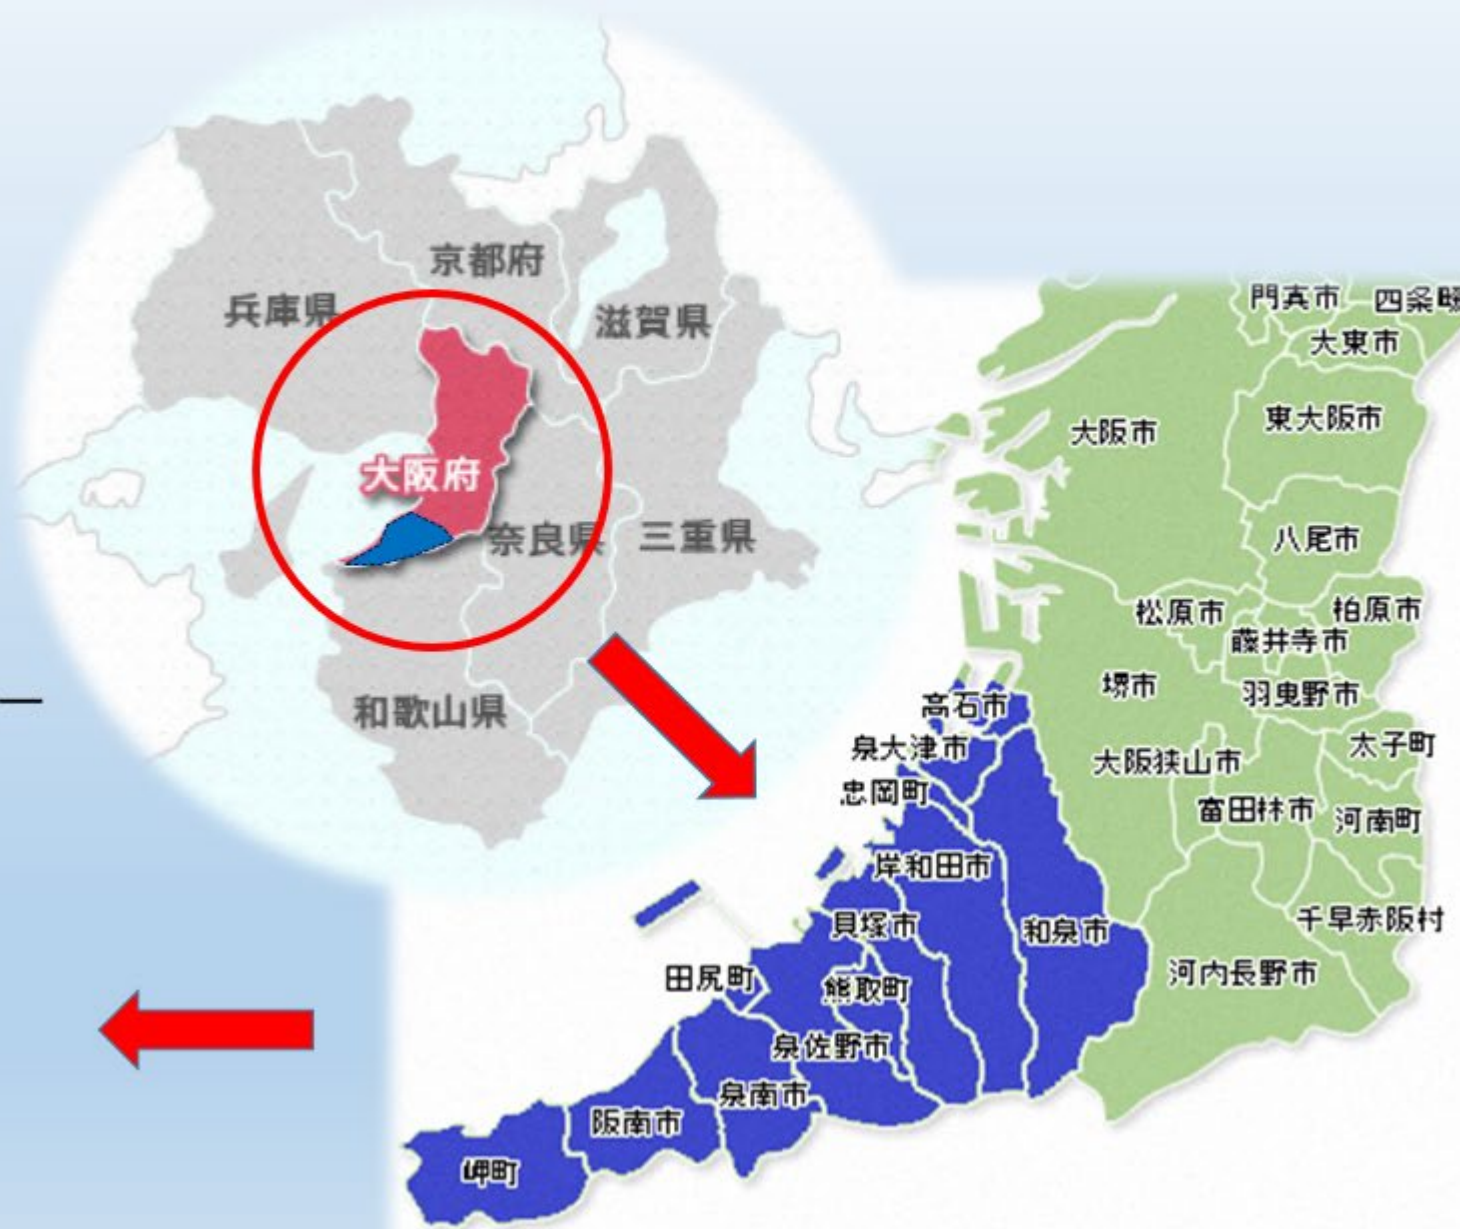 京都府
兵庫県
滋賀県
大阪府
奈良県
三重県
和歌山県
門真市
四条畷
大東市
東大阪市
大阪市
八尾市
松原市
柏原市
藤井寺市
堺市
羽曳野市
高石市
泉大津市
大阪狭山市
太子町
忠岡町
富田林市
河南町
岸和田市
貝塚市
和泉市
千早赤阪村
田尻町
熊取町
河内長野市
泉佐野市
泉南市
阪南市
岬町